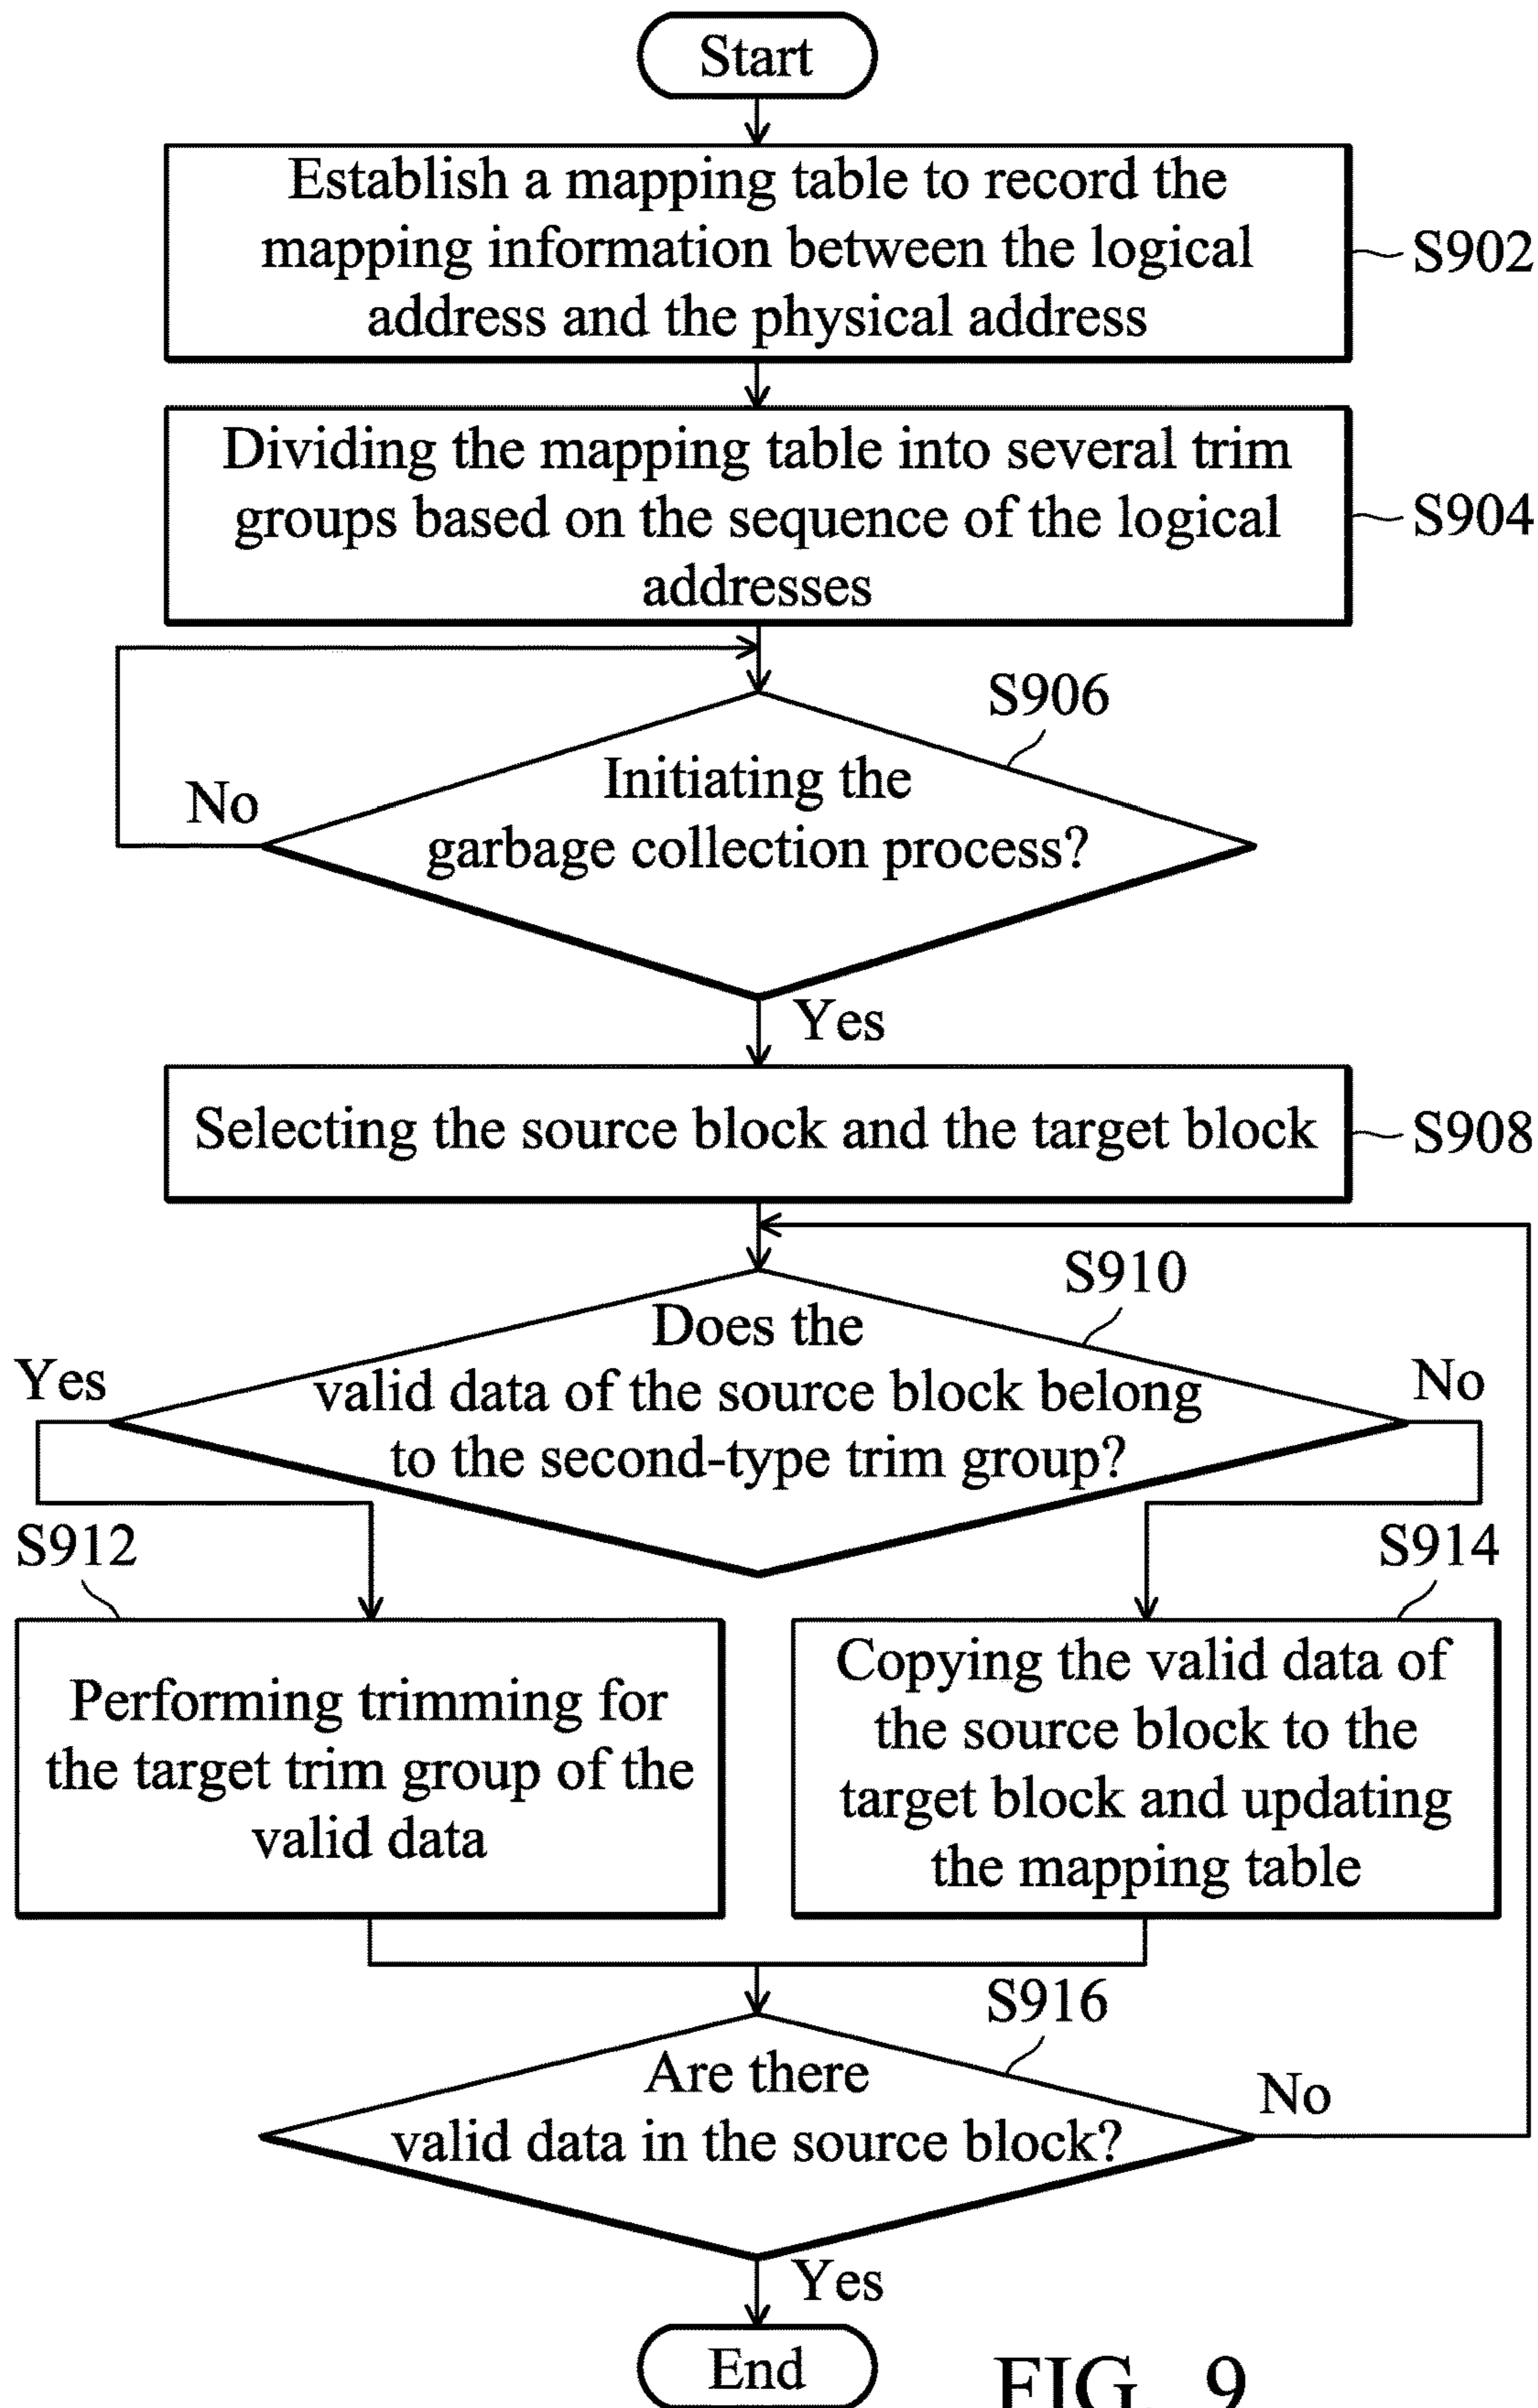 Start
Establish a mapping table to record the
mapping information between the logical
address and the physical address
S902
Dividing the mapping table into several trim
groups based on the sequence of the logical
addresses
S904
S906
Initiating the
garbage collection process?
No
Yes
Selecting the source block and the target block
S908
S910
Does the
valid data of the source block belong
to the second-type trim group?
Yes
No
S912
Performing trimming for
the target trim group of the
valid data
S914
Copying the valid data of
the source block to the
target block and updating
the mapping table
S916
Are there
valid data in the source block?
No
Yes
End
FIG. 9